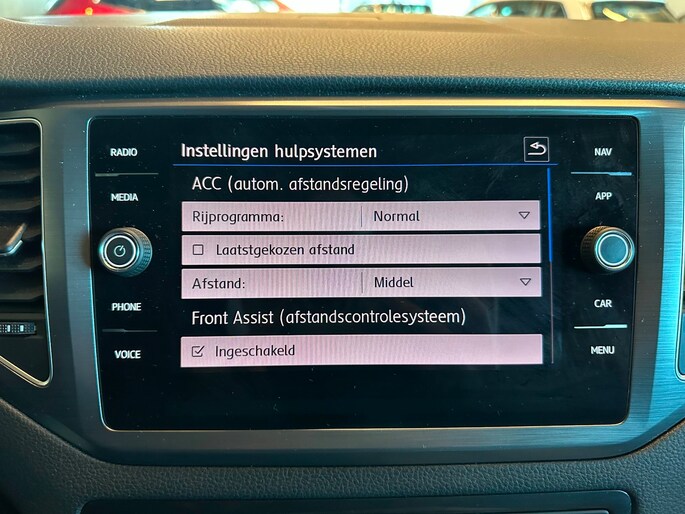 RADIO
MEDIA
PHONE
VOICE
Instellingen hulpsystemen
ACC (autom. afstandsregeling)
Rijprogramma: Normal
Laatstgekozen afstand
Afstand: Middel
Front Assist (afstandscontrolesysteem)
Ingeschakeld
NAV
APP
CAR
MENU